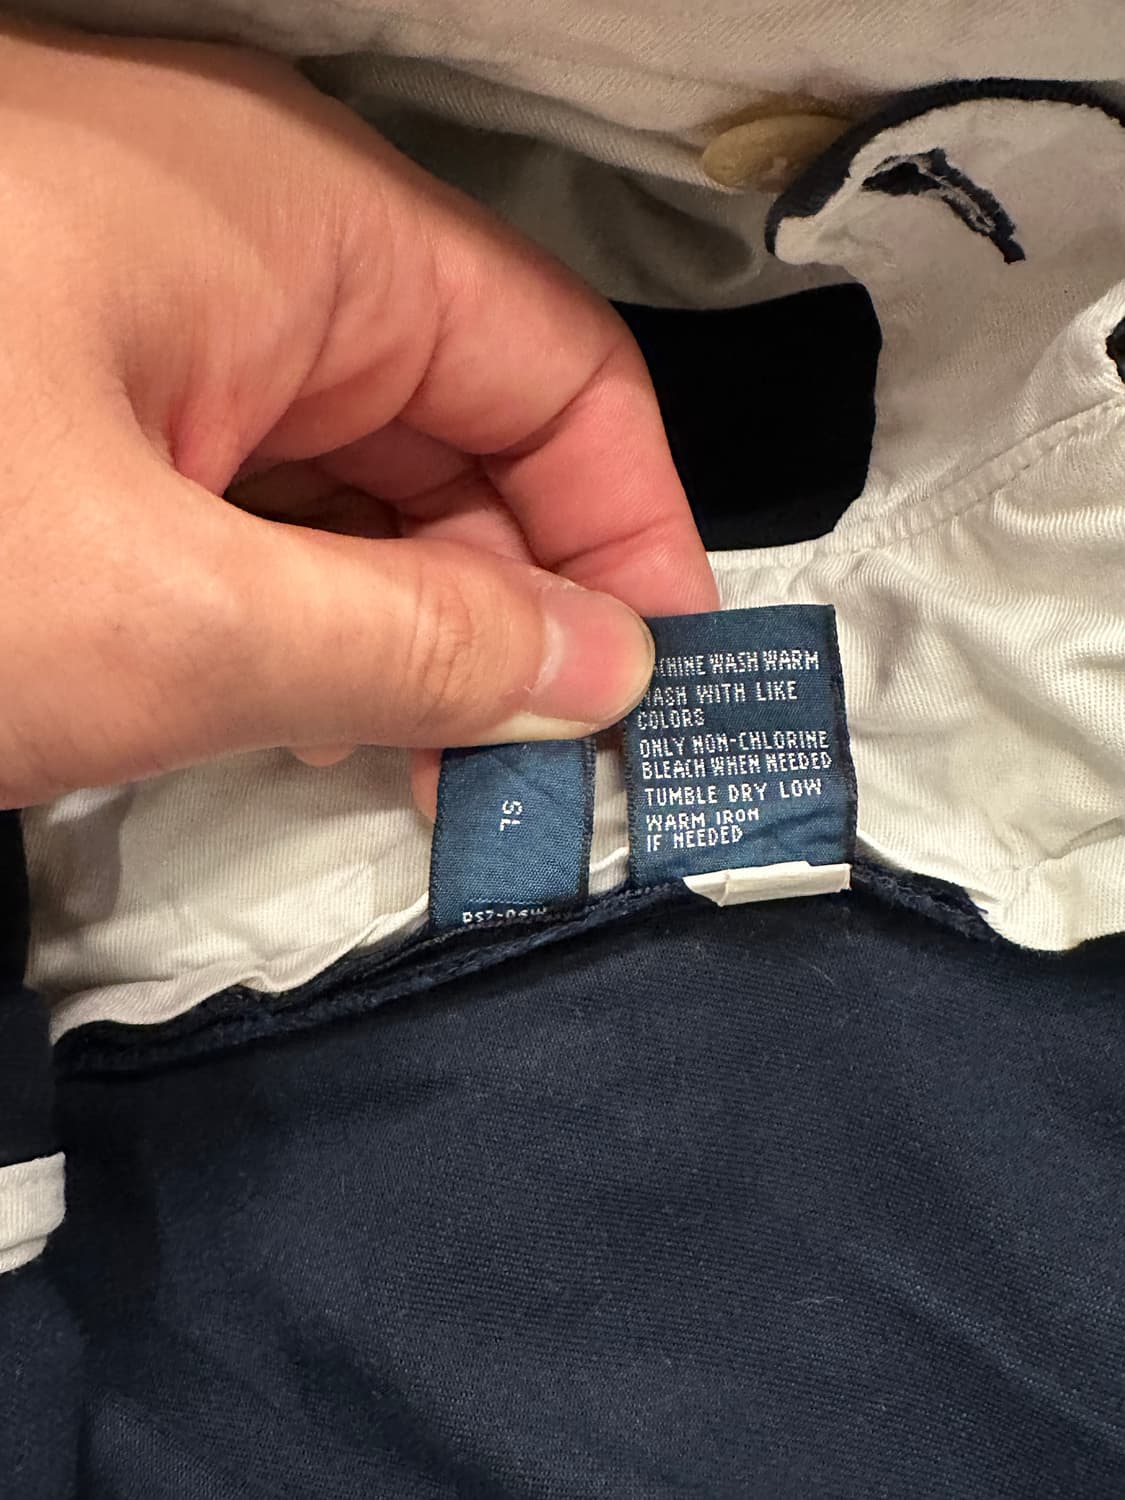 MACHINE WASH WARM
WASH WITH LIKE
COLORS
ONLY NON-CHLORINE
BLEACH WHEN NEEDED
TUMBLE DRY LOW
WARM IRON
IF NEEDED